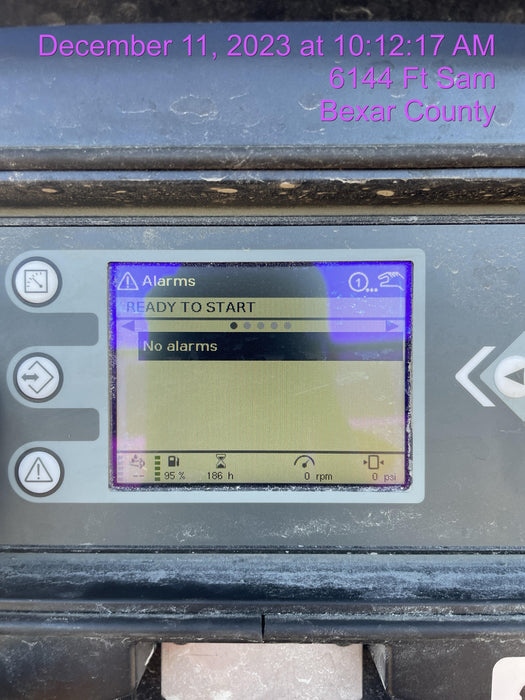 December 11, 2023 at 10:12:17 AM
6144 Ft Sam
Bexar County
Alarms
1...
READY TO START
No alarms
-- 95 % 186 h 0 rpm 0 psi